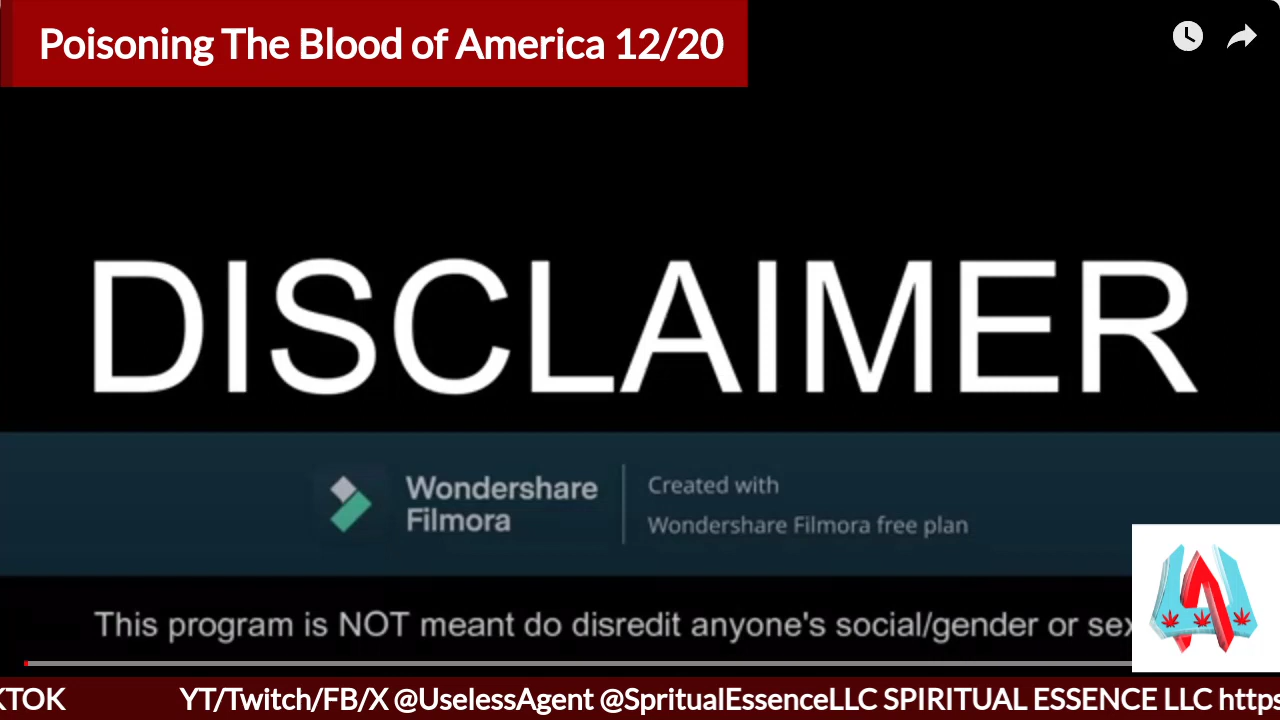 Poisoning The Blood of America 12/20
DISCLAIMER
Wondershare
Filmora
Created with
Wondershare Filmora free plan
This program is NOT meant do disredit anyone's social/gender or sex
KTOK YT/Twitch/FB/X @UselessAgent @SpritualEssenceLLC SPIRITUAL ESSENCE LLC https